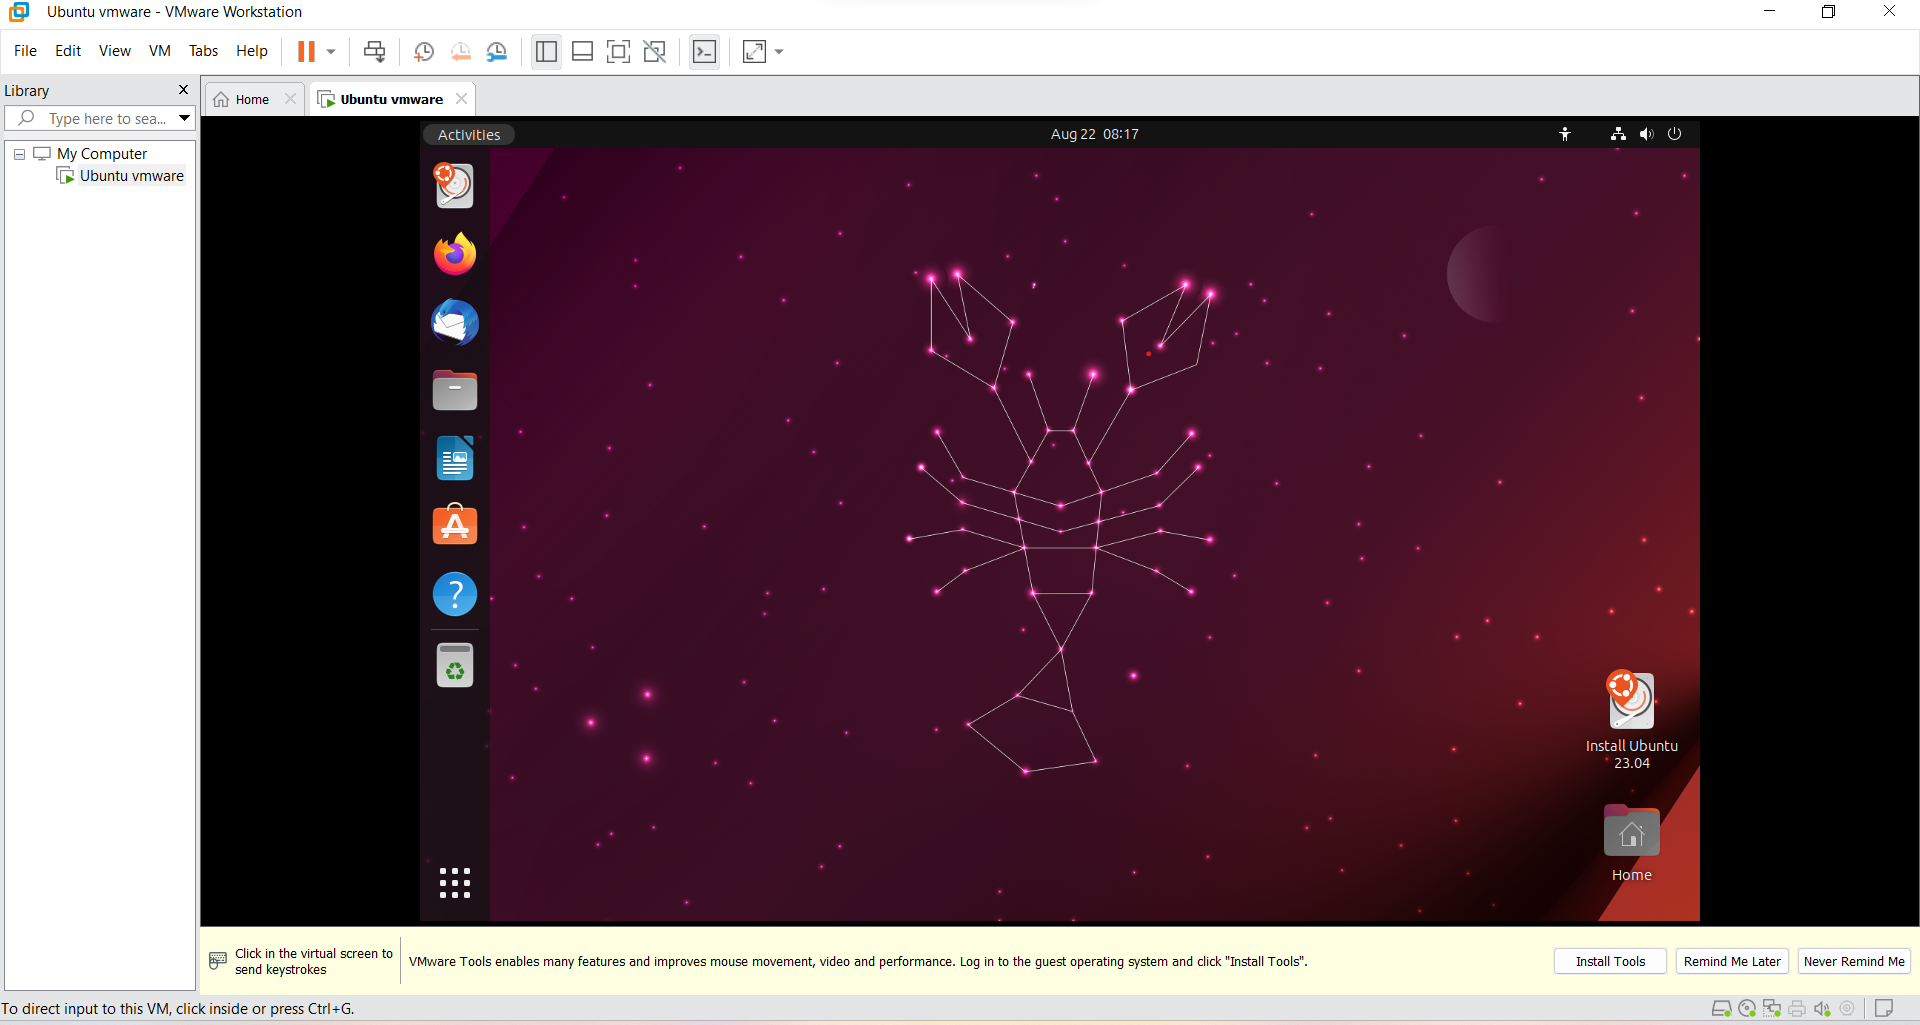 Ubuntu vmware - VMware Workstation
File Edit View VM Tabs Help
Library
Home
Ubuntu vmware
Type here to sea...
Activities
Aug 22 08:17
My Computer
Ubuntu vmware
?
Install Ubuntu
23.04
Home
Click in the virtual screen to
send keystrokes
VMware Tools enables many features and improves mouse movement, video and performance. Log in to the guest operating system and click "Install Tools".
Install Tools
Remind Me Later
Never Remind Me
To direct input to this VM, click inside or press Ctrl+G.